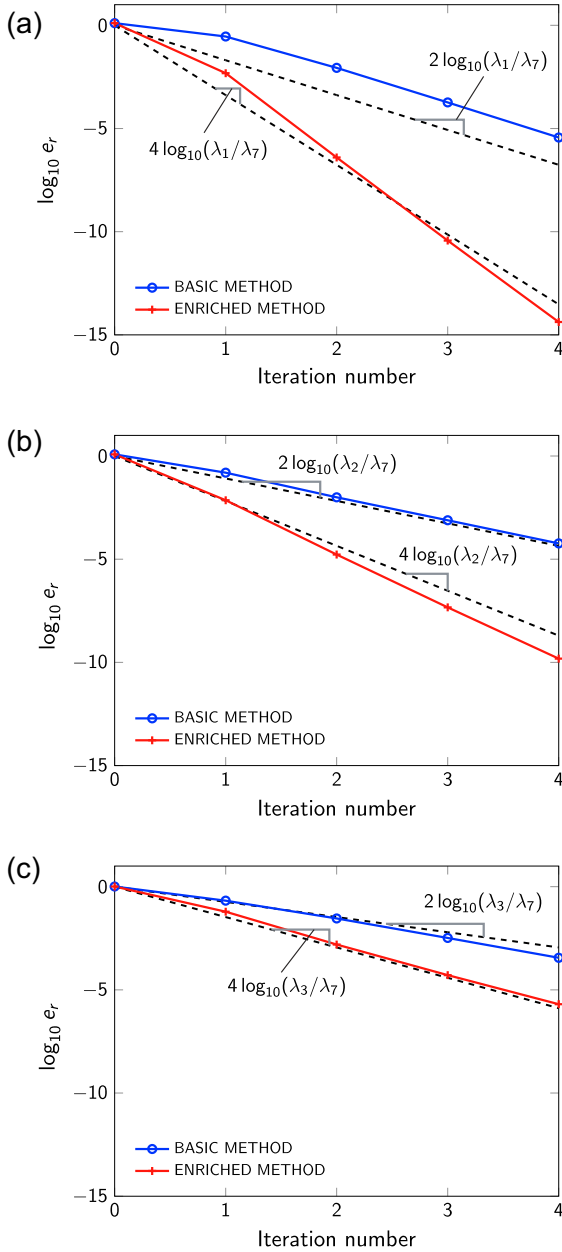 (a)
0
−5
−10
−15
log₁₀ eᵣ
2 log₁₀(λ₁/λ₇)
4 log₁₀(λ₁/λ₇)
BASIC METHOD
ENRICHED METHOD
0 1 2 3 4
Iteration number
(b)
0
−5
−10
−15
log₁₀ eᵣ
2 log₁₀(λ₂/λ₇)
4 log₁₀(λ₂/λ₇)
BASIC METHOD
ENRICHED METHOD
0 1 2 3 4
Iteration number
(c)
0
−5
−10
−15
log₁₀ eᵣ
2 log₁₀(λ₃/λ₇)
4 log₁₀(λ₃/λ₇)
BASIC METHOD
ENRICHED METHOD
0 1 2 3 4
Iteration number